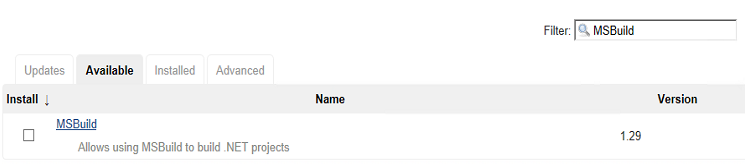 Filter: MSBuild
Updates Available Installed Advanced
Install ↓ Name Version
MSBuild
1.29
Allows using MSBuild to build .NET projects